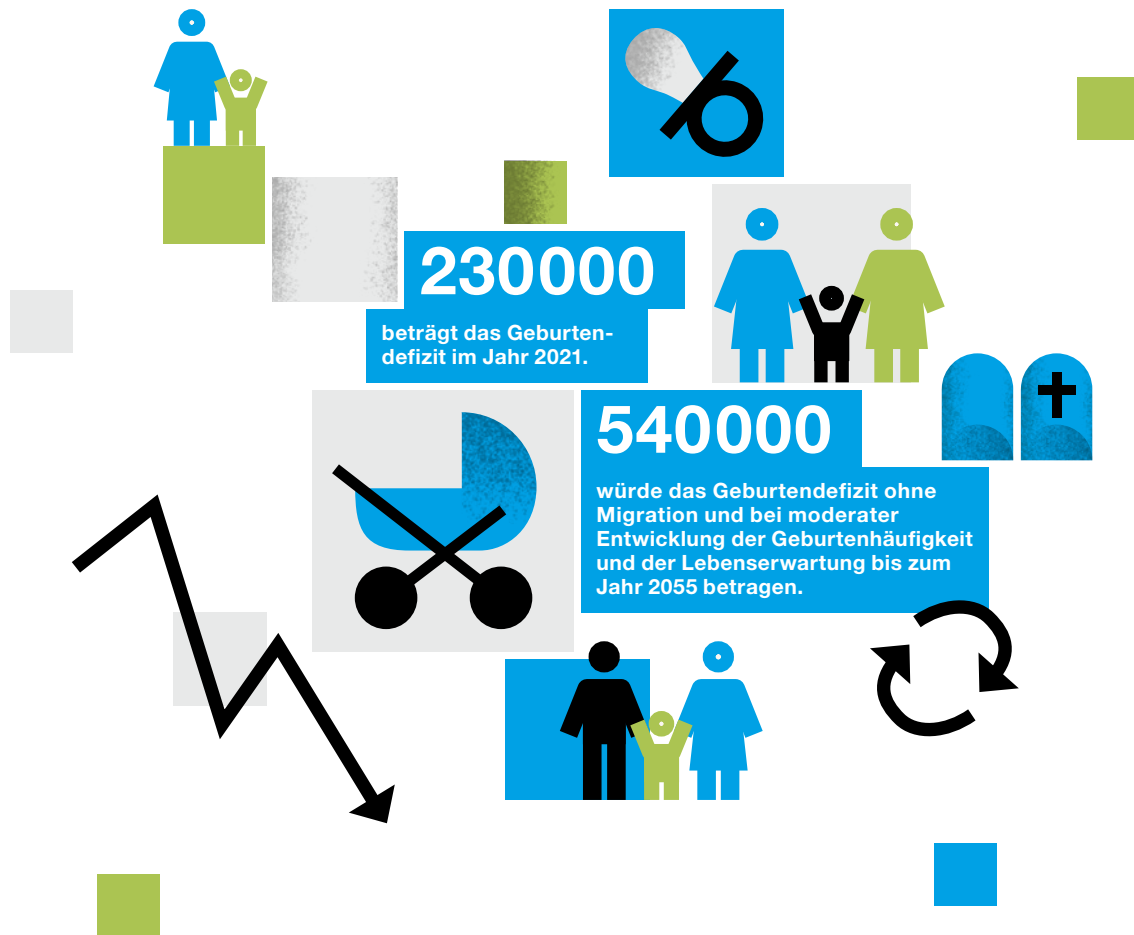 230000
beträgt das Geburten-
defizit im Jahr 2021.
540000
würde das Geburtendefizit ohne
Migration und bei moderater
Entwicklung der Geburtenhäufigkeit
und der Lebenserwartung bis zum
Jahr 2055 betragen.